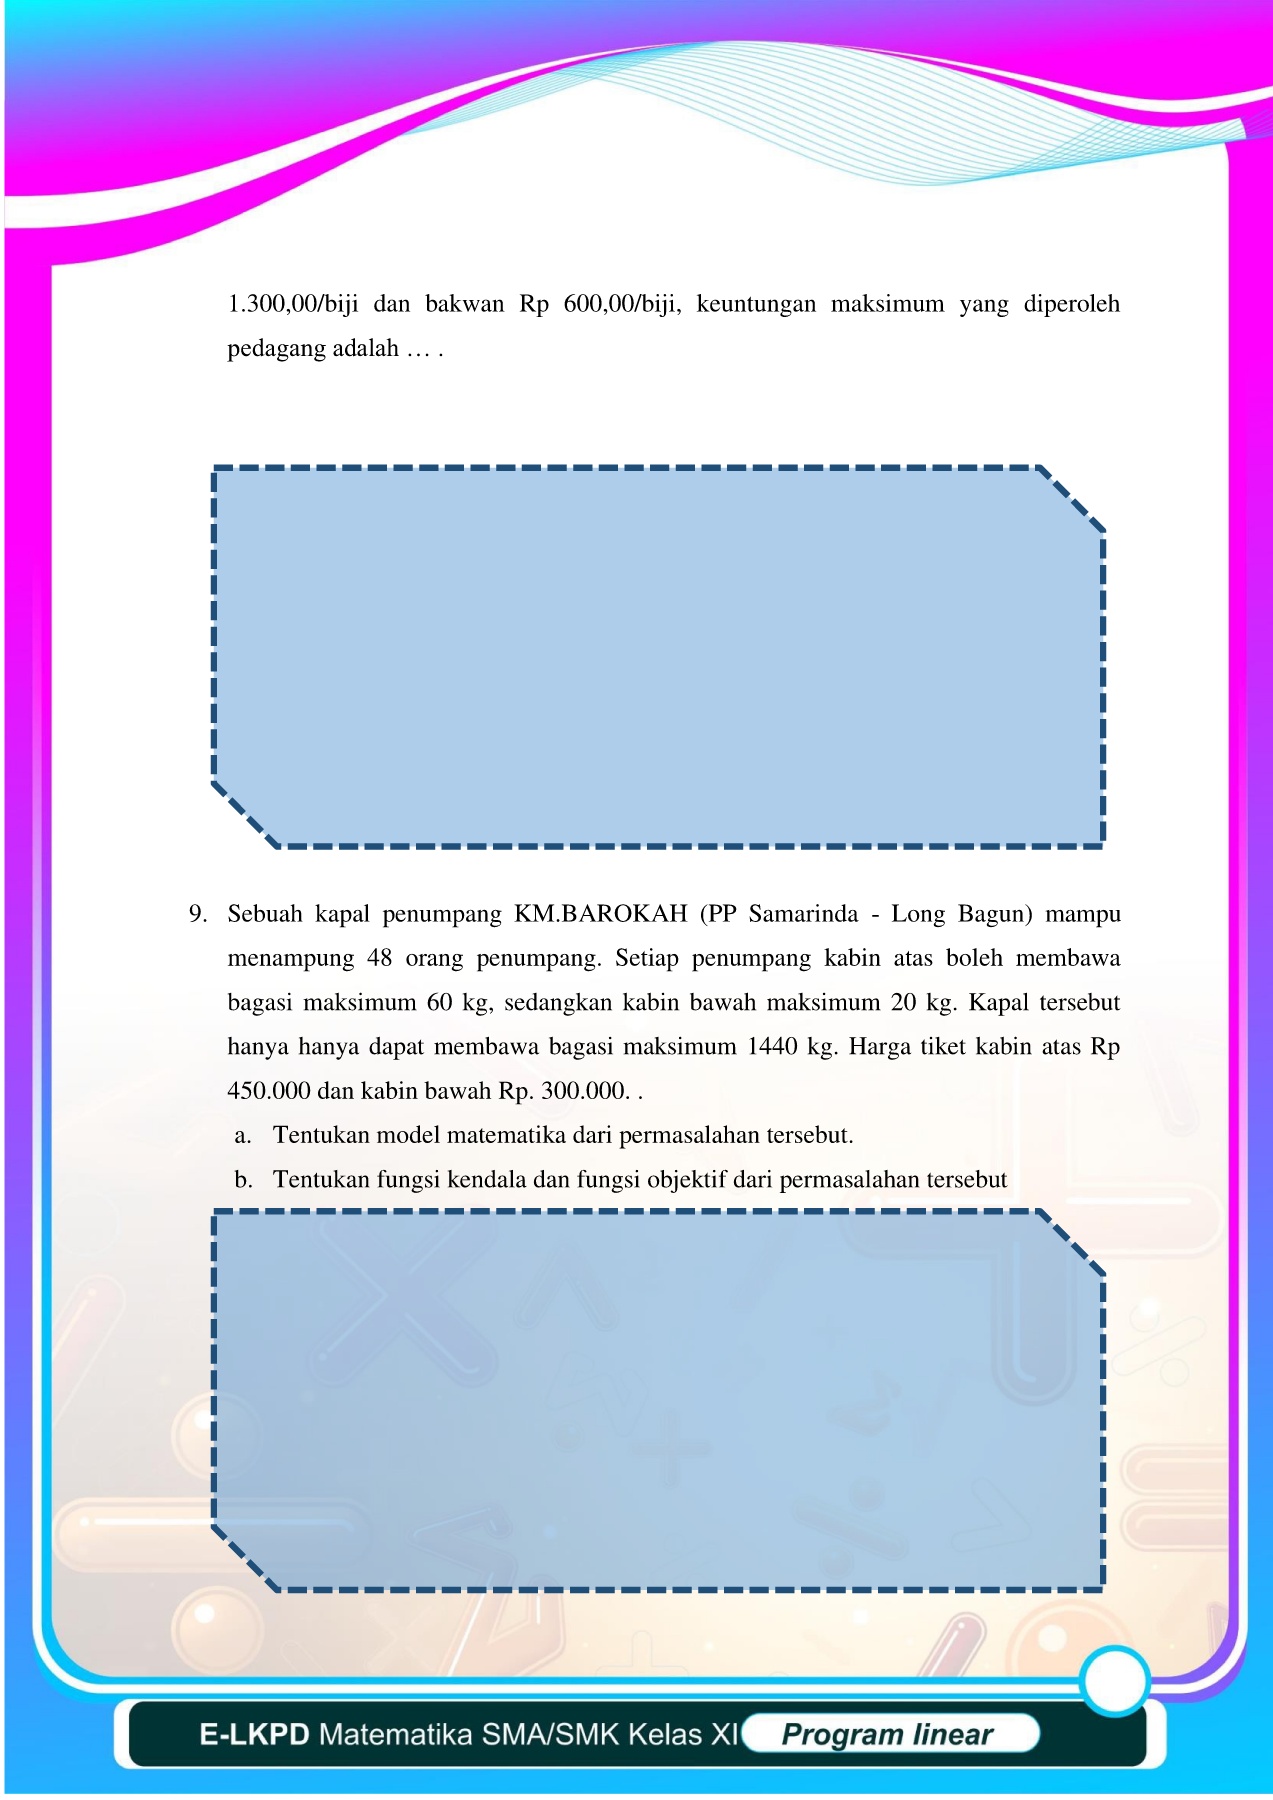 1.300,00/biji dan bakwan Rp 600,00/biji, keuntungan maksimum yang diperoleh
pedagang adalah … .
9. Sebuah kapal penumpang KM.BAROKAH (PP Samarinda - Long Bagun) mampu
menampung 48 orang penumpang. Setiap penumpang kabin atas boleh membawa
bagasi maksimum 60 kg, sedangkan kabin bawah maksimum 20 kg. Kapal tersebut
hanya hanya dapat membawa bagasi maksimum 1440 kg. Harga tiket kabin atas Rp
450.000 dan kabin bawah Rp. 300.000. .
a. Tentukan model matematika dari permasalahan tersebut.
b. Tentukan fungsi kendala dan fungsi objektif dari permasalahan tersebut
E-LKPD Matematika SMA/SMK Kelas XI Program linear